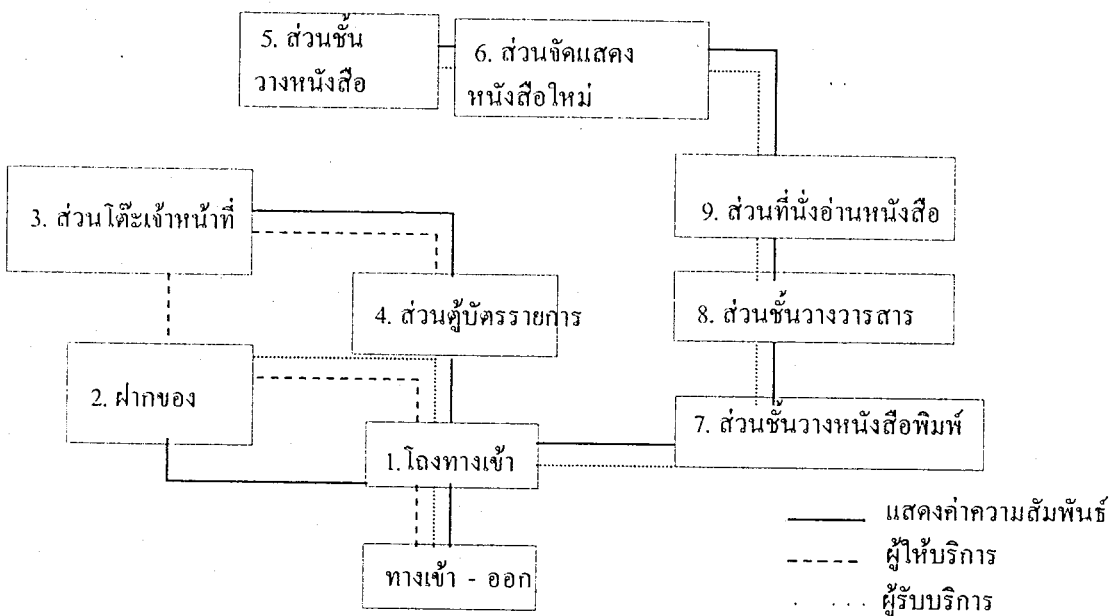 5. ส่วนชั้น
วางหนังสือ
6. ส่วนจัดแสดง
หนังสือใหม่
3. ส่วนโต๊ะเจ้าหน้าที่
9. ส่วนที่นั่งอ่านหนังสือ
4. ส่วนตู้บัตรรายการ
8. ส่วนชั้นวางวารสาร
2. ฝากของ
7. ส่วนชั้นวางหนังสือพิมพ์
1.โถงทางเข้า
ทางเข้า - ออก
แสดงค่าความสัมพันธ์
ผู้ให้บริการ
ผู้รับบริการ